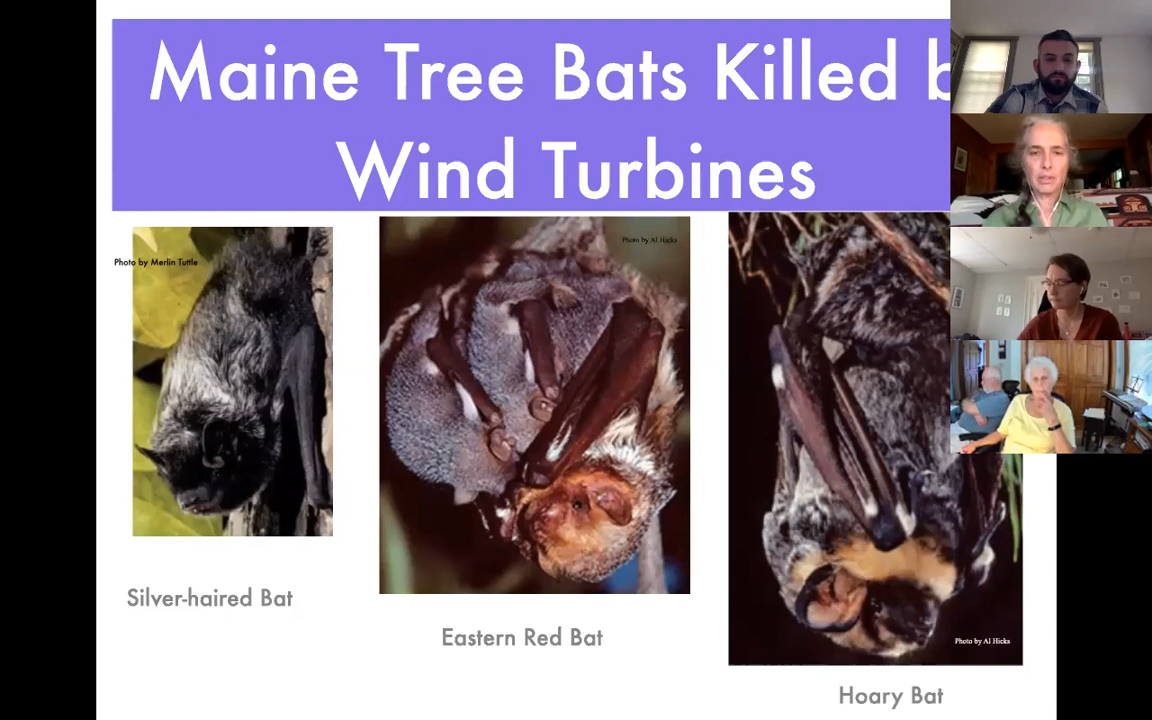 Maine Tree Bats Killed b
Wind Turbines
Photo by Merlin Tuttle
Photo by Al Hicks
Photo by Al Hicks
Silver-haired Bat
Eastern Red Bat
Hoary Bat